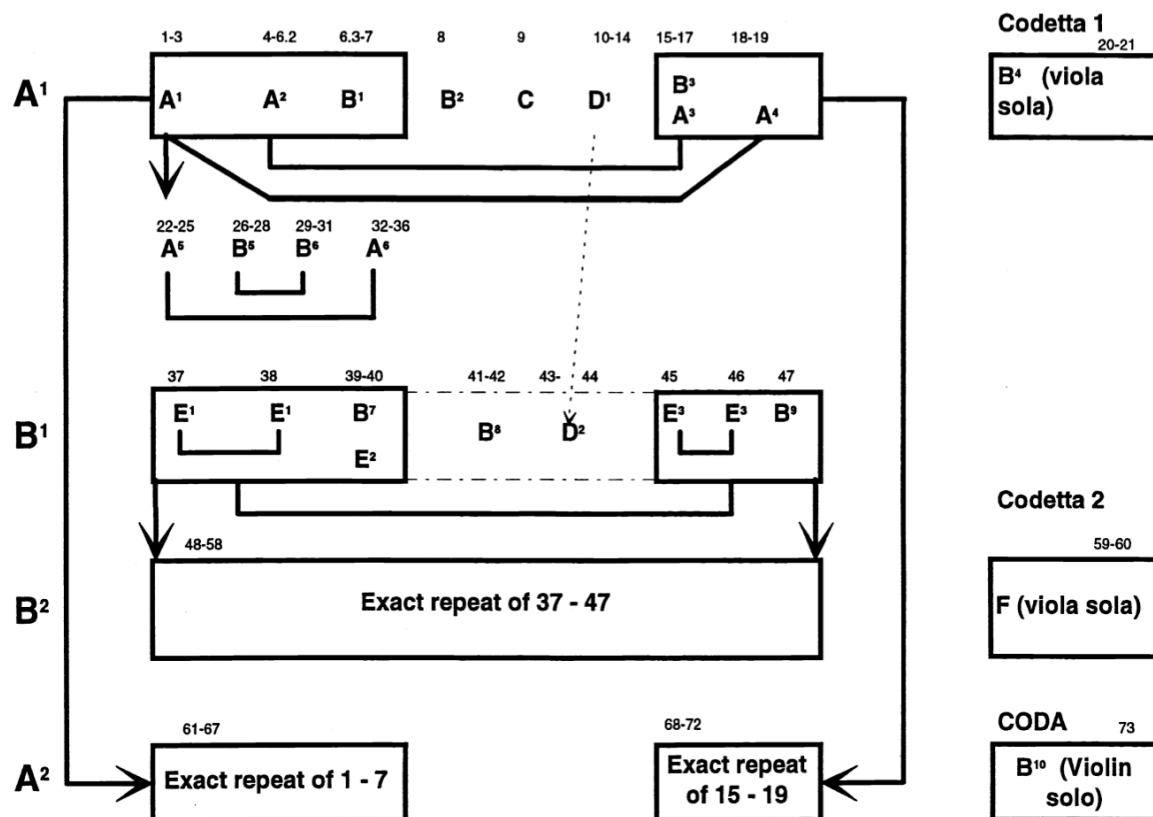 Codetta 1
1-3 4-6.2 6.3-7 8 9 10-14 15-17 18-19 20-21
A¹ A¹ A² B¹ B² C D¹ B³ B⁴ (viola
A³ A⁴ sola)
22-25 26-28 29-31 32-36
A⁵ B⁵ B⁶ A⁶
37 38 39-40 41-42 43- 44 45 46 47
E¹ E¹ B⁷ E³ E³ B⁹
B¹ B⁸ D²
E²
Codetta 2
48-58 59-60
B² Exact repeat of 37 - 47 F (viola sola)
61-67 68-72 CODA 73
A² Exact repeat of 1 - 7 Exact repeat B¹⁰ (Violin
of 15 - 19 solo)